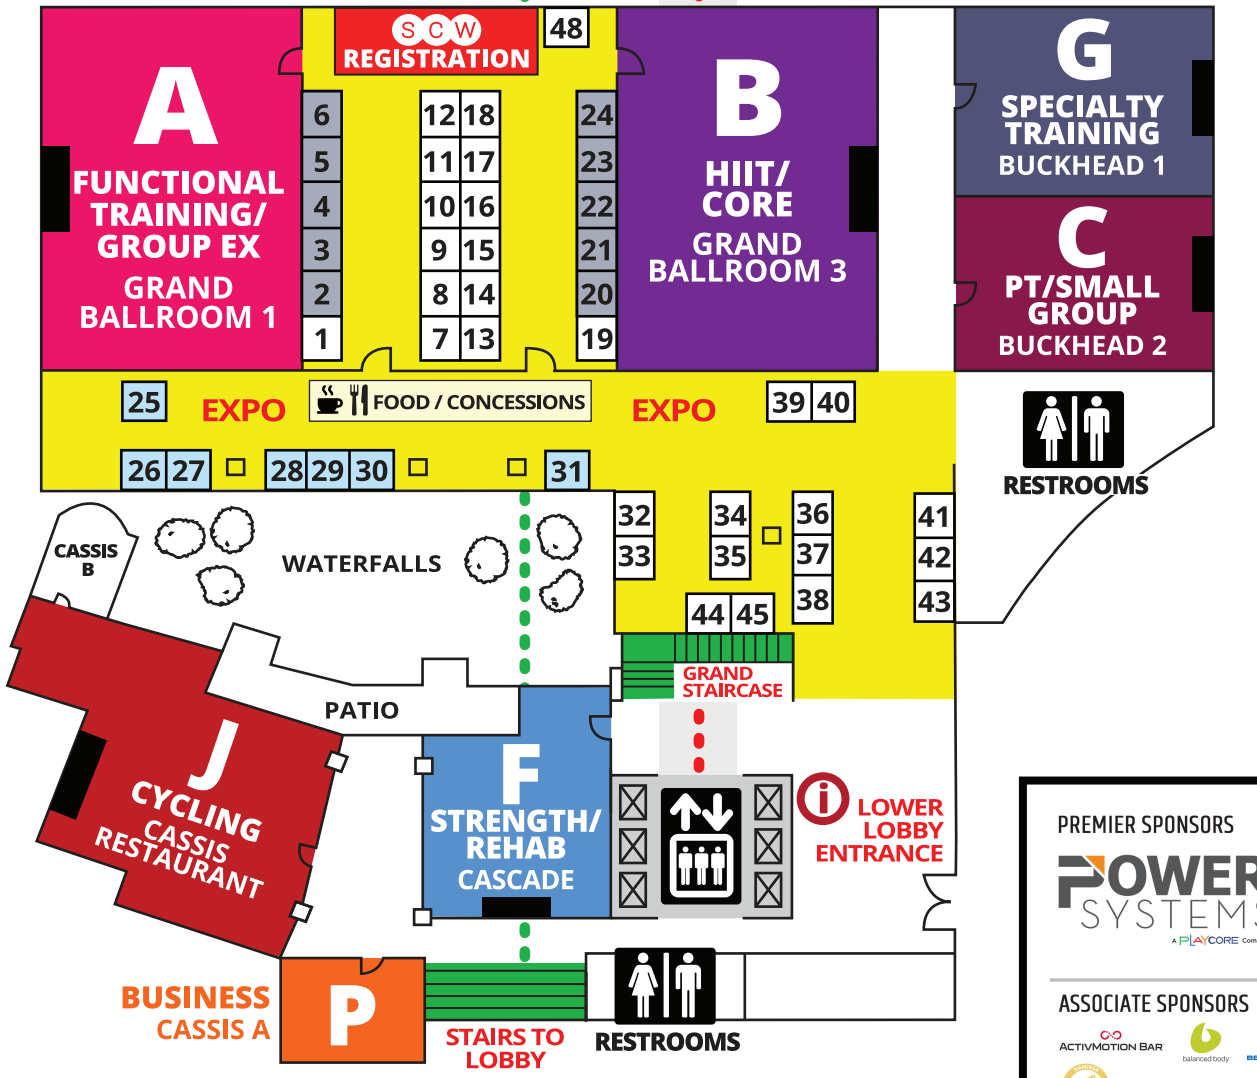 SCW
REGISTRATION
48
A
FUNCTIONAL
TRAINING/
GROUP EX
GRAND
BALLROOM 1
6
5
4
3
2
1
12 18
11 17
10 16
9 15
8 14
7 13
24
23
22
21
20
19
B
HIIT/
CORE
GRAND
BALLROOM 3
G
SPECIALTY
TRAINING
BUCKHEAD 1
C
PT/SMALL
GROUP
BUCKHEAD 2
25
EXPO
FOOD / CONCESSIONS
EXPO
39 40
26 27
28 29 30
31
RESTROOMS
32
33
34
35
36
37
38
41
42
43
44 45
CASSIS
B
WATERFALLS
GRAND
STAIRCASE
PATIO
J
CYCLING
CASSIS
RESTAURANT
F
STRENGTH/
REHAB
CASCADE
i
LOWER
LOBBY
ENTRANCE
BUSINESS
CASSIS A
P
STAIRS TO
LOBBY
RESTROOMS
PREMIER SPONSORS
POWER
SYSTEMS
A PLAYCORE Com
ASSOCIATE SPONSORS
ACTIVMOTION BAR
balanced body
BE